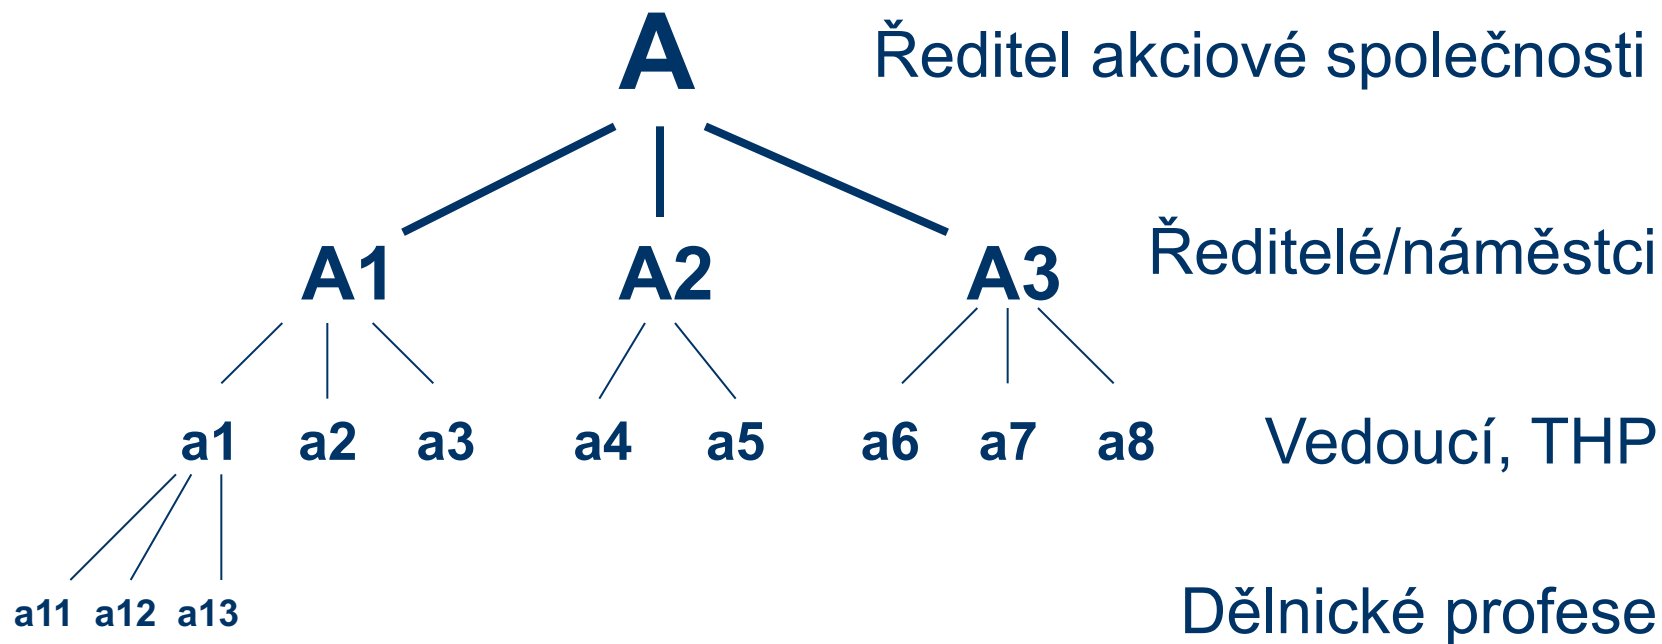 A Ředitel akciové společnosti
A1 A2 A3 Ředitelé/náměstci
a1 a2 a3 a4 a5 a6 a7 a8 Vedoucí, THP
a11 a12 a13 Dělnické profese